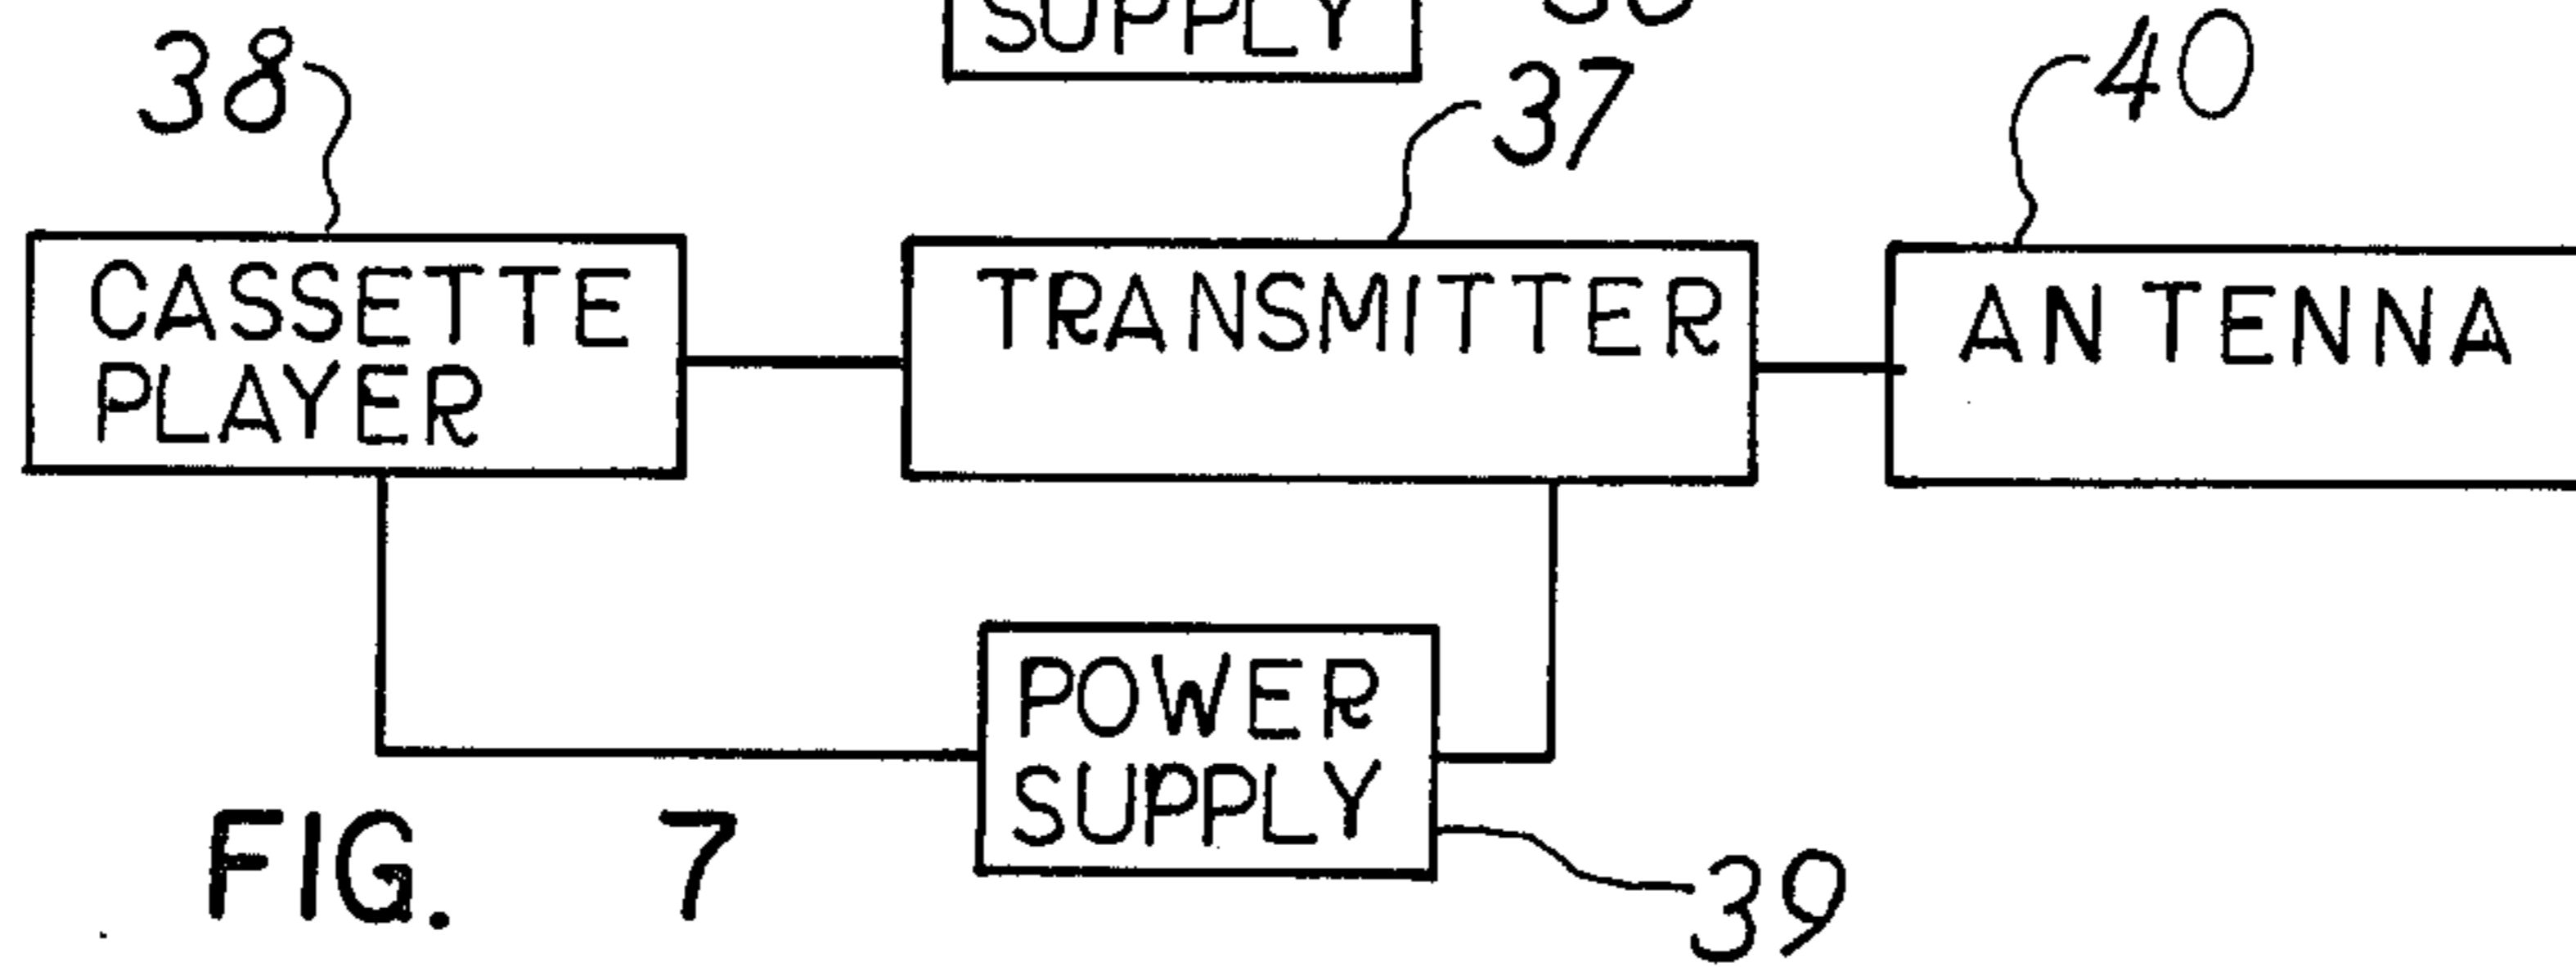 SUPPLY
38
37
40
CASSETTE
PLAYER
TRANSMITTER
ANTENNA
POWER
SUPPLY
39
FIG. 7